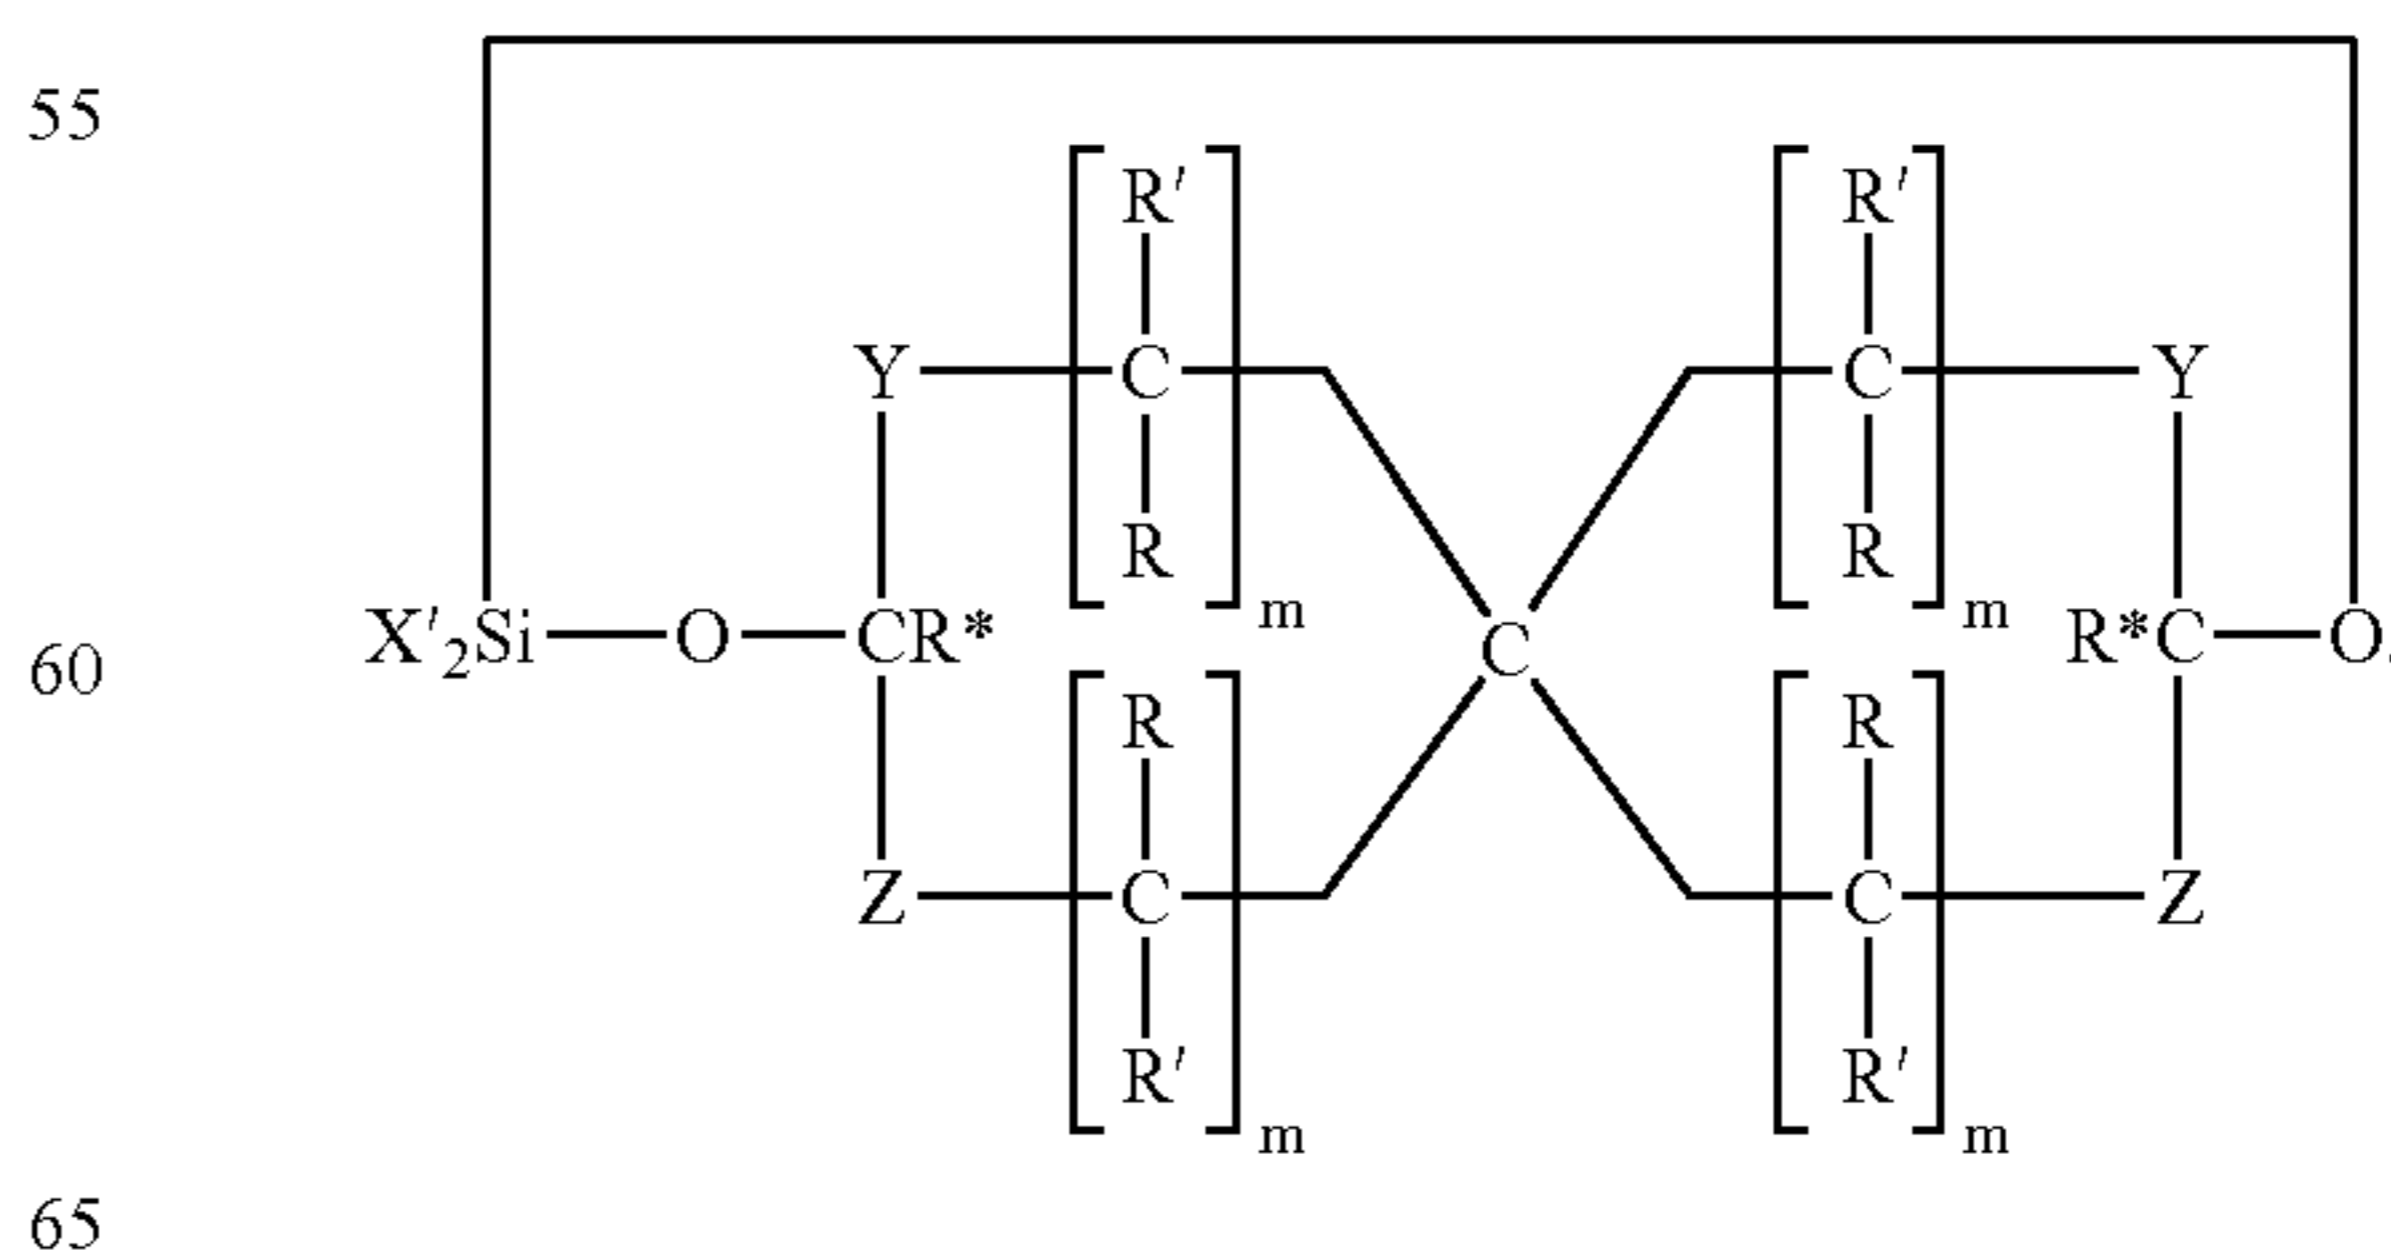 55
R' R'
Y C C Y
R R
m m
X'₂Si—O—CR* C R*C—O,
60
R R
Z C C Z
R' R'
m m
65